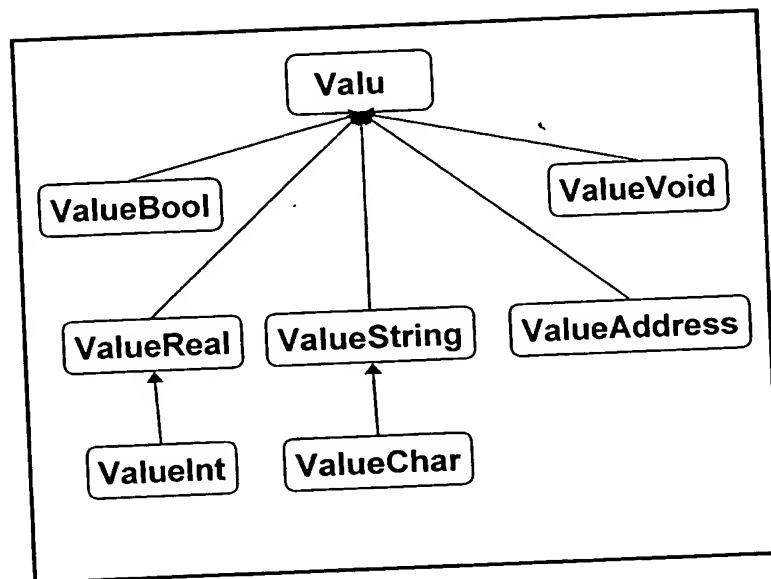 Valu
ValueBool
ValueVoid
ValueReal
ValueString
ValueAddress
ValueInt
ValueChar